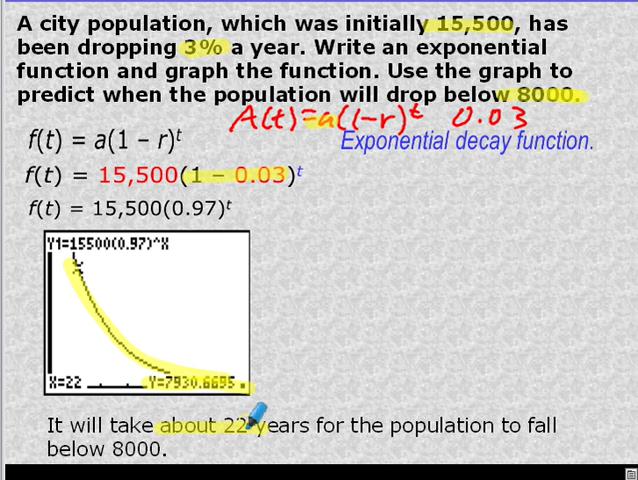 A city population, which was initially 15,500, has
been dropping 3% a year. Write an exponential
function and graph the function. Use the graph to
predict when the population will drop below 8000.
A(t)=a(1-r)^t 0.03
f(t) = a(1 – r)^t
Exponential decay function.
f(t) = 15,500(1 – 0.03)^t
f(t) = 15,500(0.97)^t
Y1=15500(0.97)^X
X=22 Y=7930.6695
It will take about 22 years for the population to fall
below 8000.